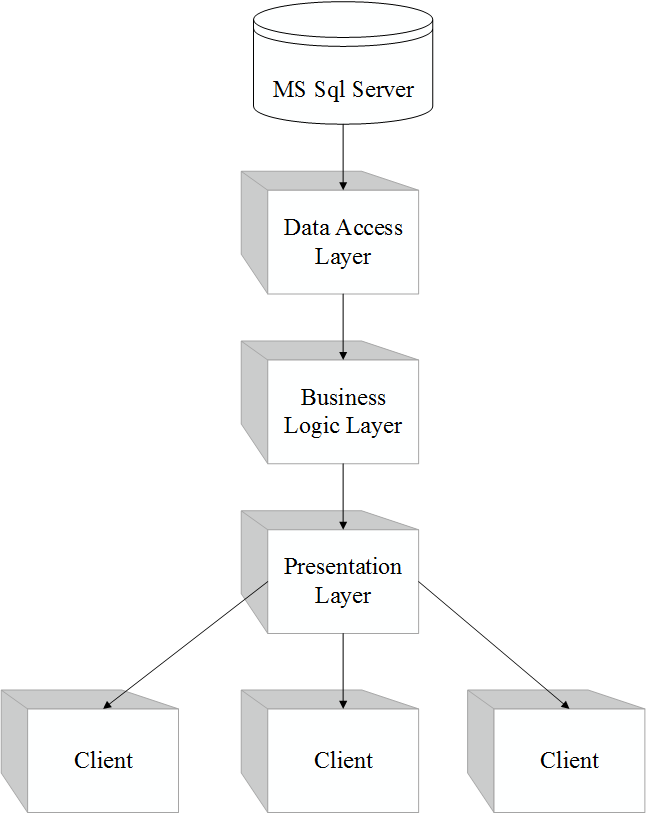 MS Sql Server
Data Access
Layer
Business
Logic Layer
Presentation
Layer
Client
Client
Client